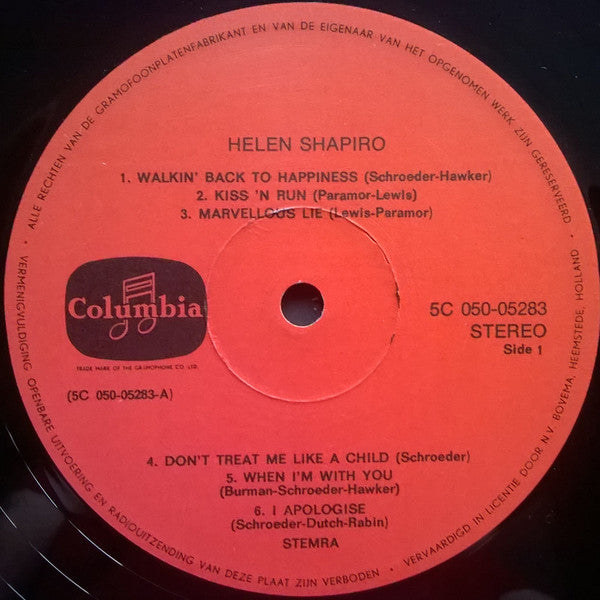 ALLE RECHTEN VAN DE GRAMOFOONPLATENFABRIKANT EN VAN DE EIGENAAR VAN HET OPGENOMEN WERK ZIJN GERESERVEERD
HELEN SHAPIRO
1. WALKIN' BACK TO HAPPINESS (Schroeder-Hawker)
2. KISS 'N RUN (Paramor-Lewis)
3. MARVELLOUS LIE (Lewis-Paramor)
Columbia
TRADE MARK OF THE GRAMOPHONE CO. LTD.
5C 050-05283
STEREO
Side 1
(5C 050-05283-A)
4. DON'T TREAT ME LIKE A CHILD (Schroeder)
5. WHEN I'M WITH YOU
(Burman-Schroeder-Hawker)
6. I APOLOGISE
(Schroeder-Dutch-Rabin)
STEMRA
VERMENIGVULDIGING OPENBARE UITVOERING EN RADIOUITZENDING VAN DEZE PLAAT ZIJN VERBODEN - VERVAARDIGD IN LICENTIE DOOR N.V. BOVEMA, HEEMSTEDE, HOLLAND -